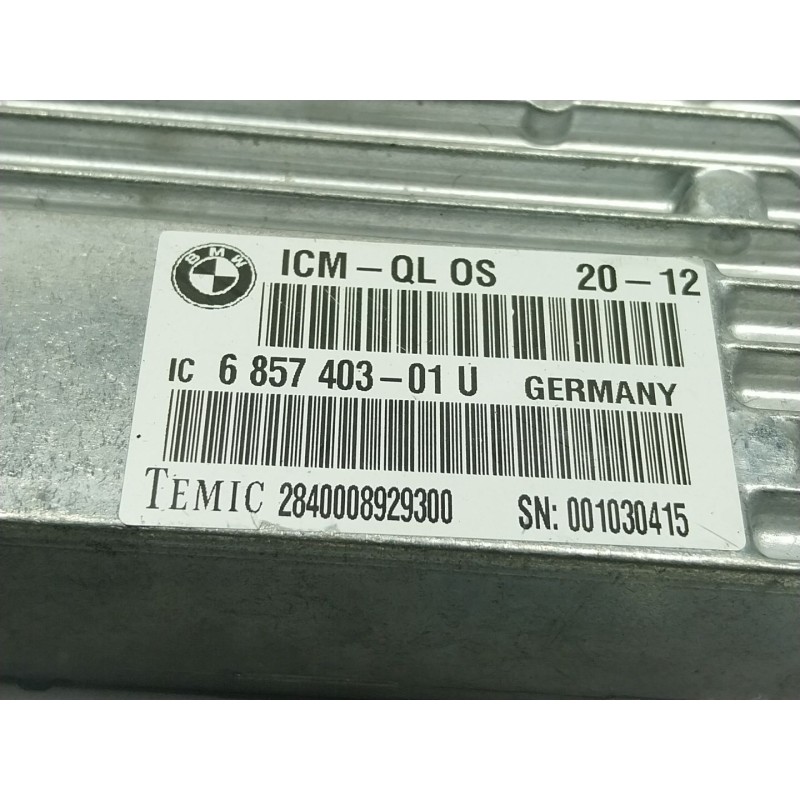 BMW
ICM-QL OS 20-12
IC 6 857 403-01 U GERMANY
TEMIC 2840008929300 SN: 001030415